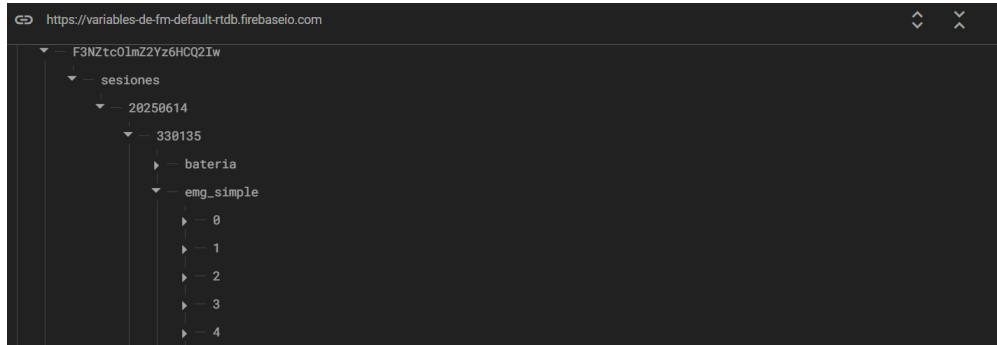 https://variables-de-fm-default-rtdb.firebaseio.com
F3NZtcOlmZ2Yz6HCQ2Iw
sesiones
20250614
330135
bateria
emg_simple
0
1
2
3
4